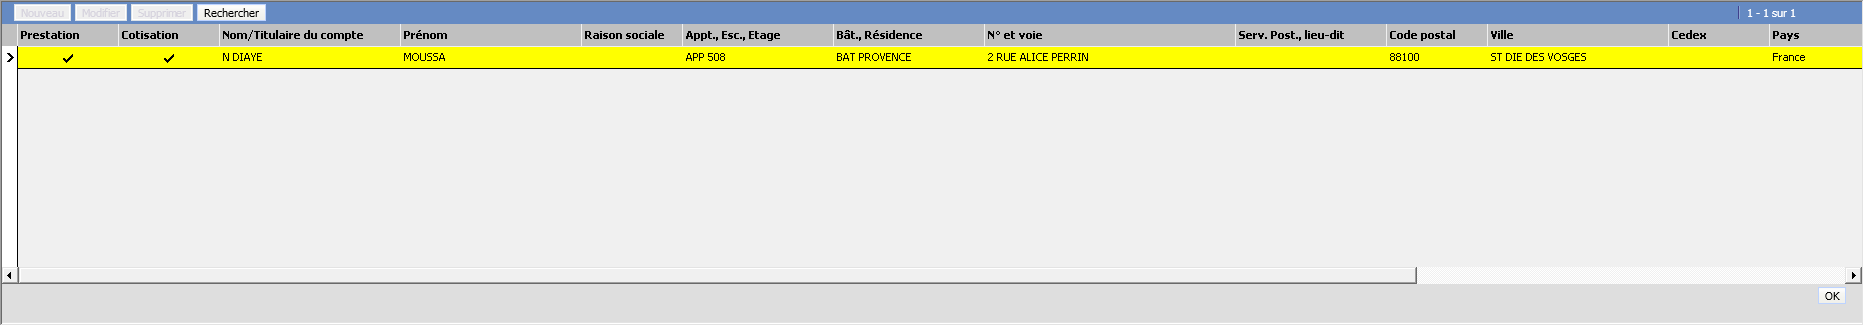 Nouveau Modifier Supprimer Rechercher 1 - 1 sur 1
Prestation Cotisation Nom/Titulaire du compte Prénom Raison sociale Appt., Esc., Etage Bât., Résidence N° et voie Serv. Post., lieu-dit Code postal Ville Cedex Pays
N DIAYE MOUSSA APP 508 BAT PROVENCE 2 RUE ALICE PERRIN 88100 ST DIE DES VOSGES France
OK